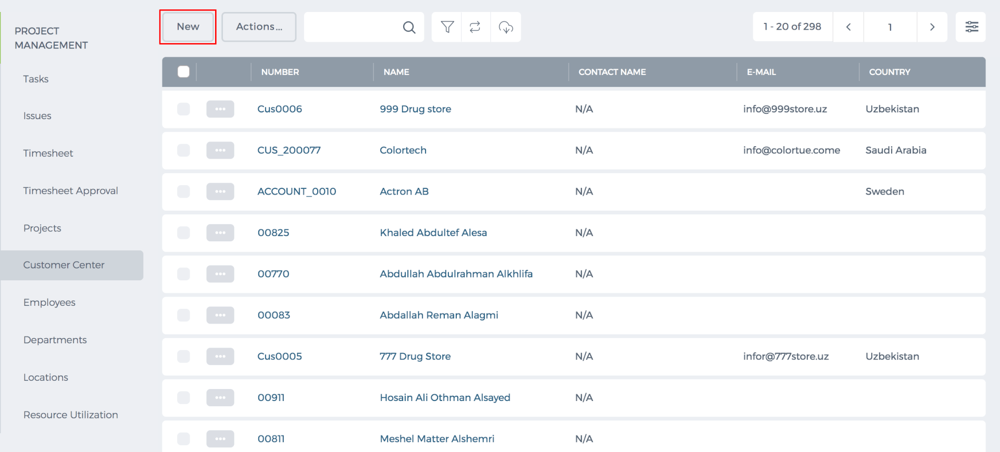 PROJECT
MANAGEMENT
Tasks
Issues
Timesheet
Timesheet Approval
Projects
Customer Center
Employees
Departments
Locations
Resource Utilization
New
Actions...
1 - 20 of 298
1
NUMBER NAME CONTACT NAME E-MAIL COUNTRY
Cus0006 999 Drug store N/A info@999store.uz Uzbekistan
CUS_200077 Colortech N/A info@colortue.come Saudi Arabia
ACCOUNT_0010 Actron AB N/A Sweden
00825 Khaled Abdultef Alesa N/A
00770 Abdullah Abdulrahman Alkhlifa N/A
00083 Abdallah Reman Alagmi N/A
Cus0005 777 Drug Store N/A infor@777store.uz Uzbekistan
00911 Hosain Ali Othman Alsayed N/A
00811 Meshel Matter Alshemri N/A